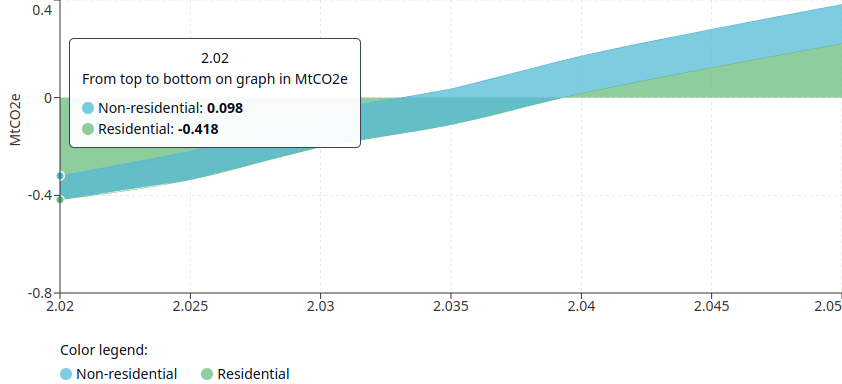 0.4
2.02
From top to bottom on graph in MtCO2e
Non-residential: 0.098
Residential: -0.418
0
MtCO2e
-0.4
-0.8
2.02 2.025 2.03 2.035 2.04 2.045 2.05
Color legend:
Non-residential Residential